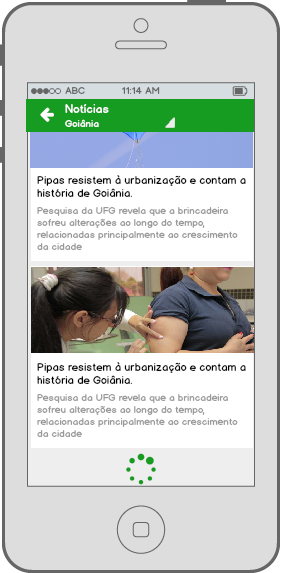 ABC 11:14 AM
Notícias
Goiânia
Pipas resistem à urbanização e contam a
história de Goiânia.
Pesquisa da UFG revela que a brincadeira
sofreu alterações ao longo do tempo,
relacionadas principalmente ao crescimento
da cidade
Pipas resistem à urbanização e contam a
história de Goiânia.
Pesquisa da UFG revela que a brincadeira
sofreu alterações ao longo do tempo,
relacionadas principalmente ao crescimento
da cidade